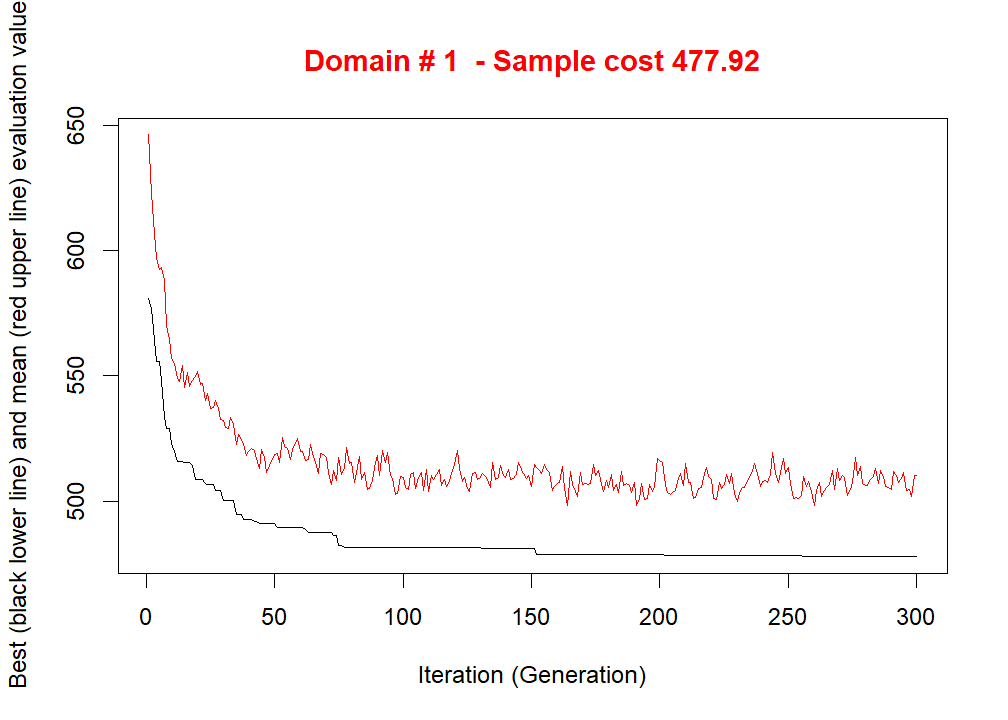 Domain # 1  - Sample cost 477.92
Best (black lower line) and mean (red upper line) evaluation value
650
600
550
500
0 50 100 150 200 250 300
Iteration (Generation)